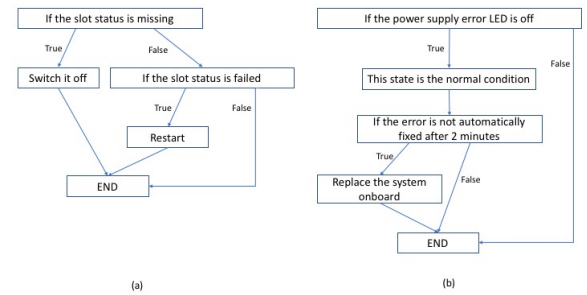 If the slot status is missing
True
False
Switch it off
If the slot status is failed
True
False
Restart
END
(a)
If the power supply error LED is off
True
False
This state is the normal condition
If the error is not automatically
fixed after 2 minutes
True
False
Replace the system
onboard
END
(b)